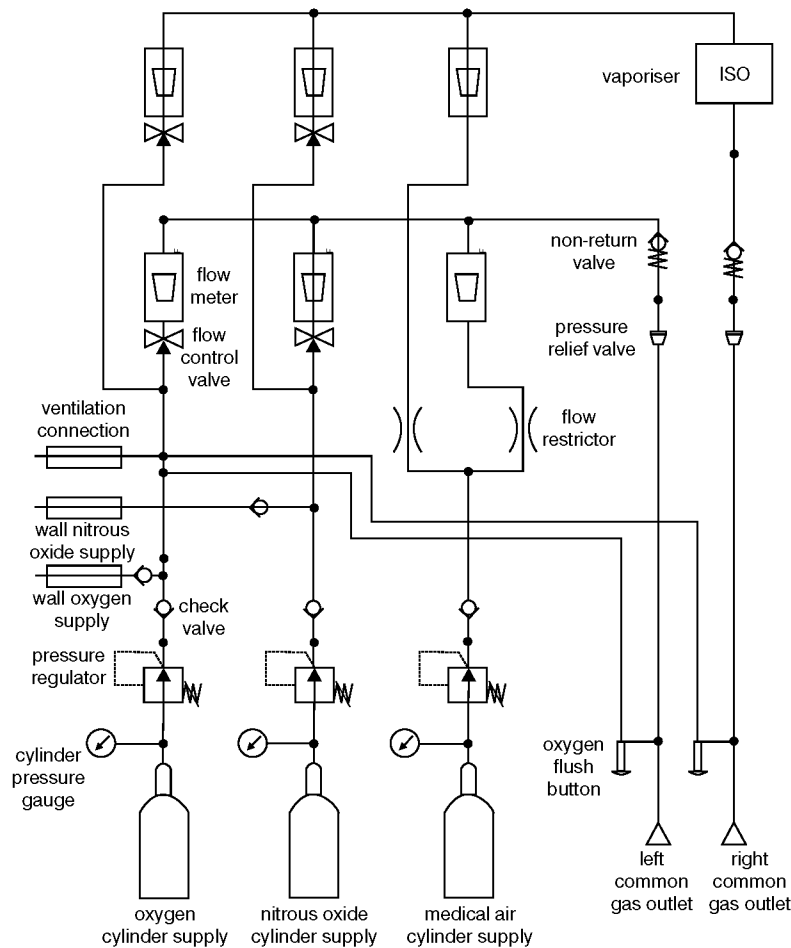 vaporiser
ISO
non-return
valve
flow
meter
flow
control
valve
pressure
relief valve
ventilation
connection
flow
restrictor
wall nitrous
oxide supply
wall oxygen
supply
check
valve
pressure
regulator
cylinder
pressure
gauge
oxygen
flush
button
left
common
gas outlet
right
common
gas outlet
oxygen
cylinder supply
nitrous oxide
cylinder supply
medical air
cylinder supply